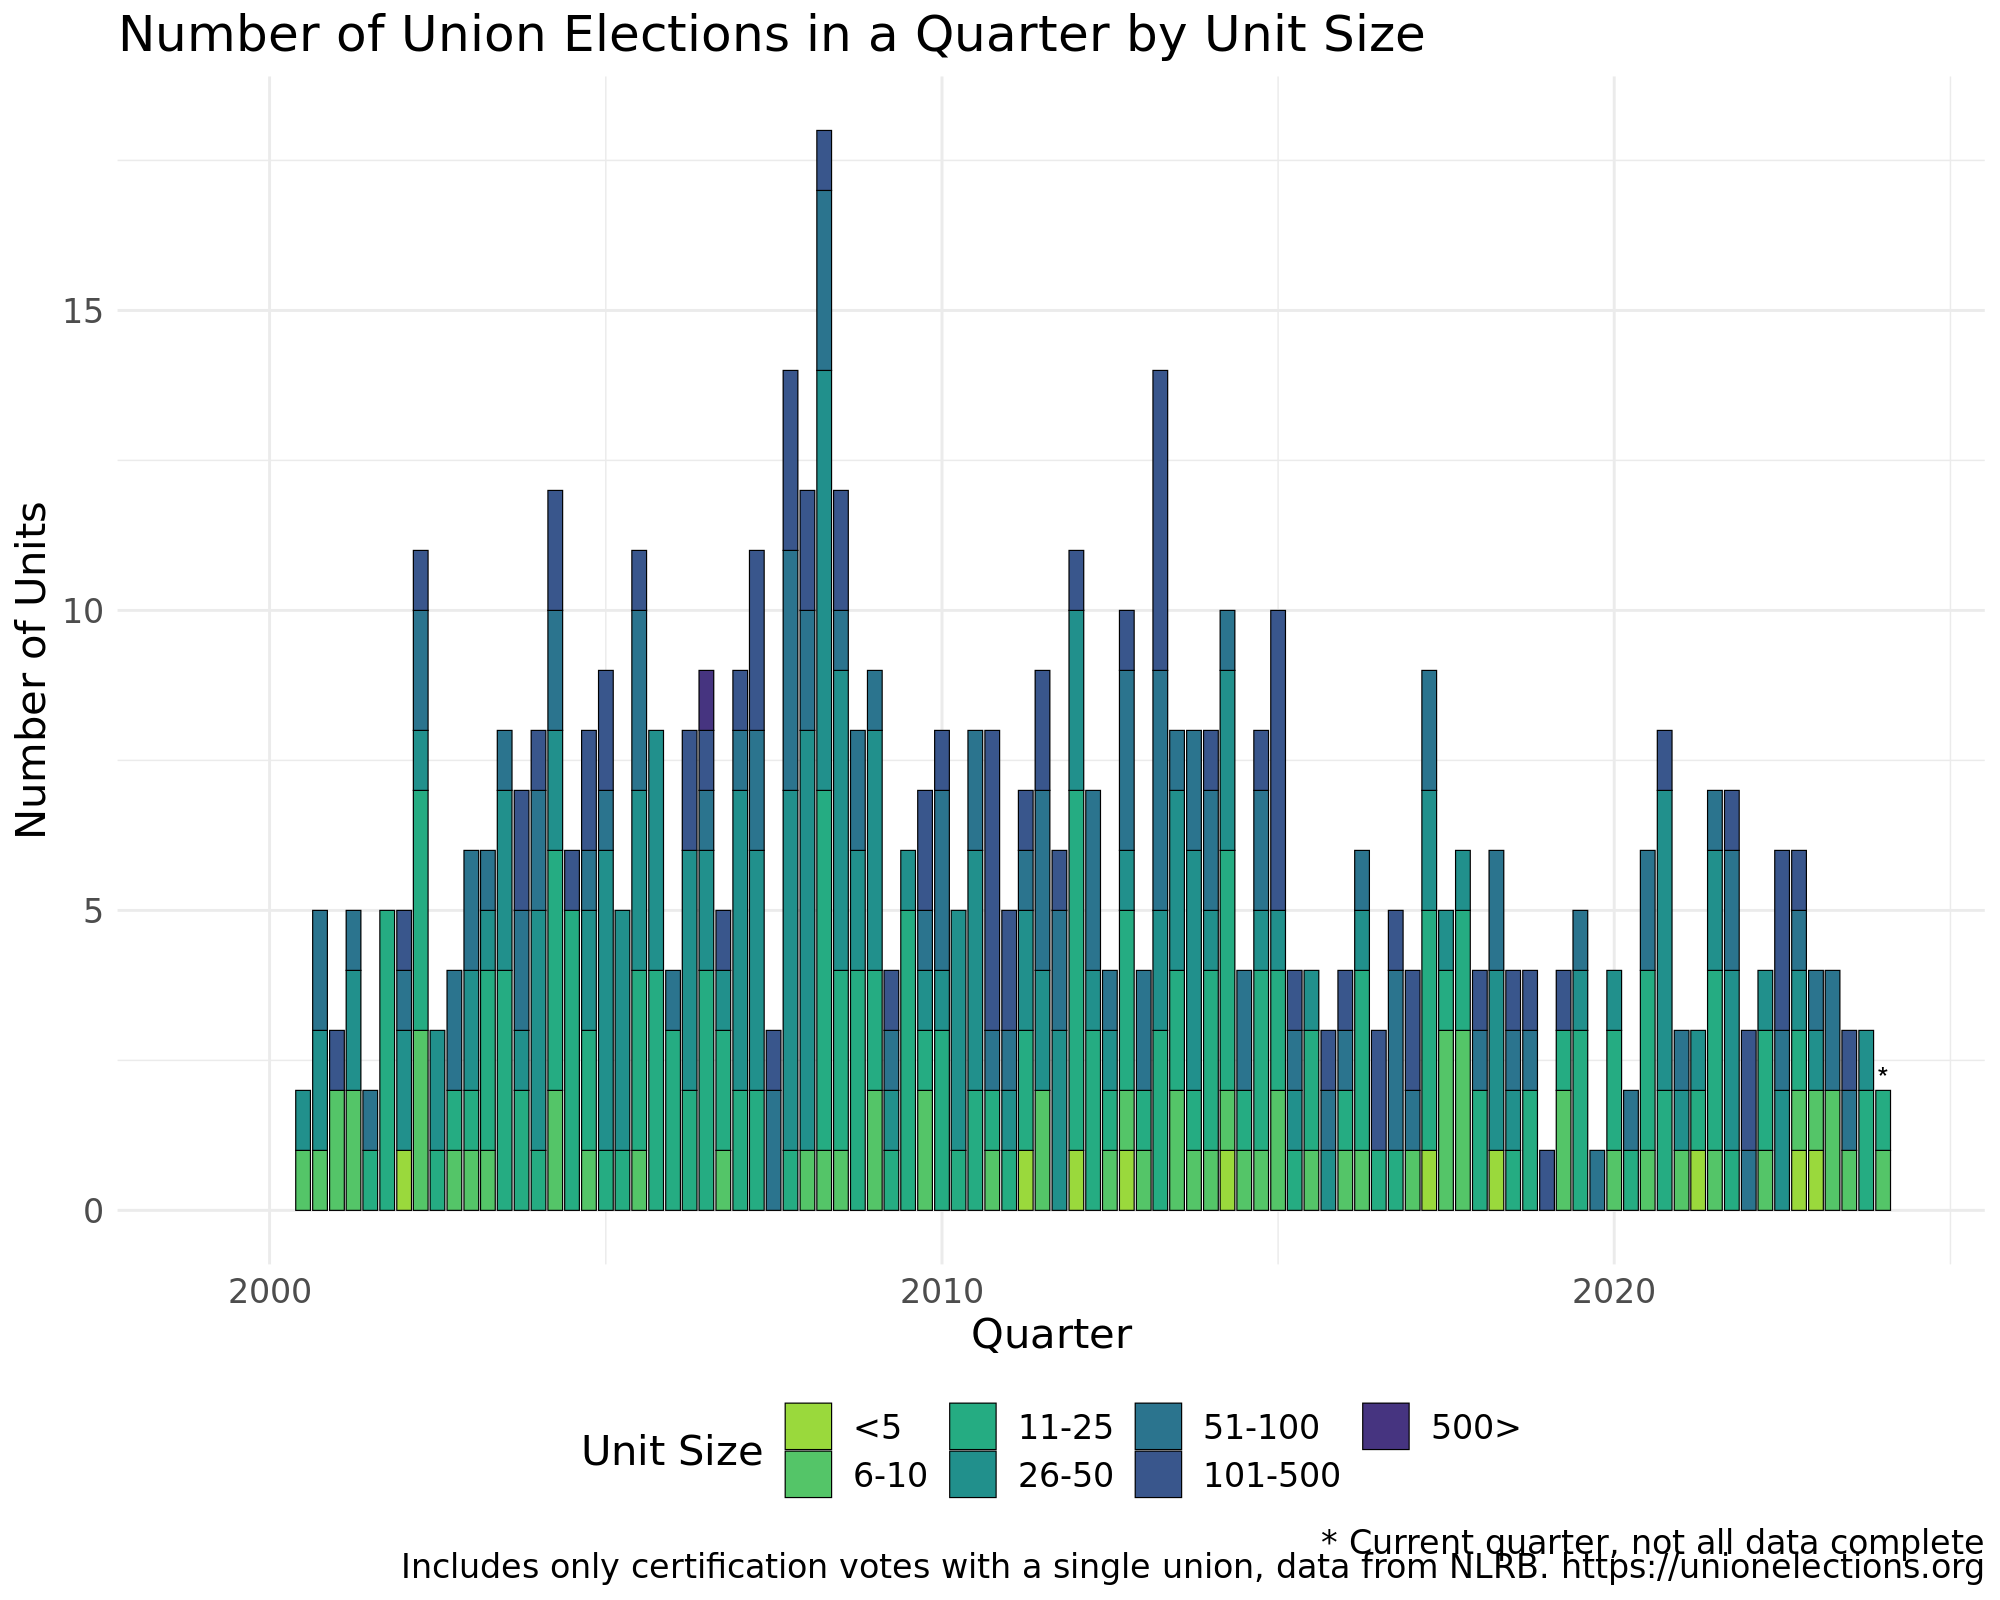 Number of Union Elections in a Quarter by Unit Size
Number of Units
15
10
5
0
*
2000 2010 2020
Quarter
Unit Size
<5 11-25 51-100 500>
6-10 26-50 101-500
* Current quarter, not all data complete
Includes only certification votes with a single union, data from NLRB. https://unionelections.org